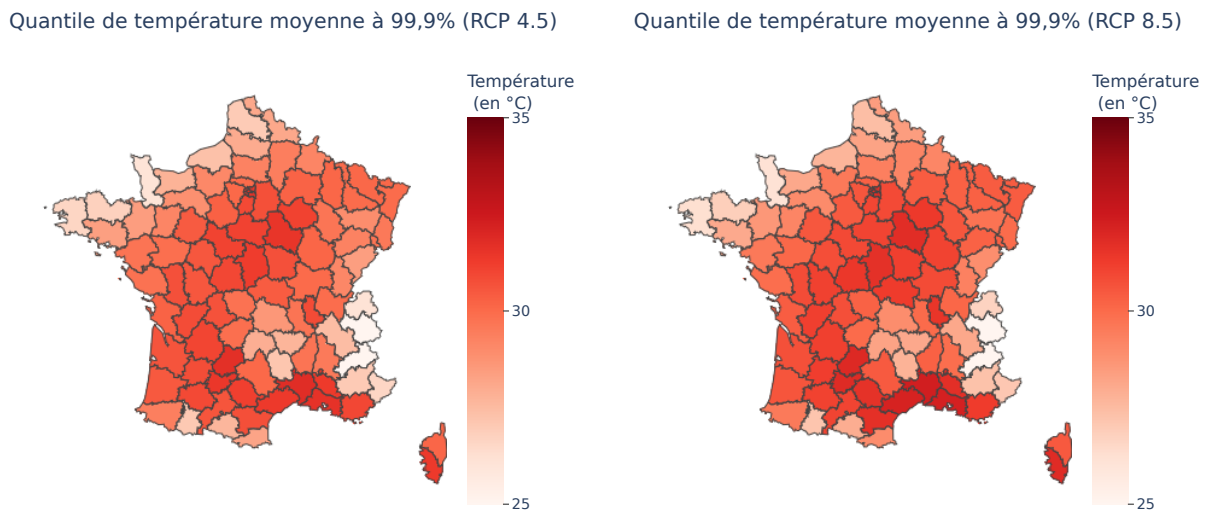 Quantile de température moyenne à 99,9% (RCP 4.5)
Température
(en °C)
35
30
25
Quantile de température moyenne à 99,9% (RCP 8.5)
Température
(en °C)
35
30
25